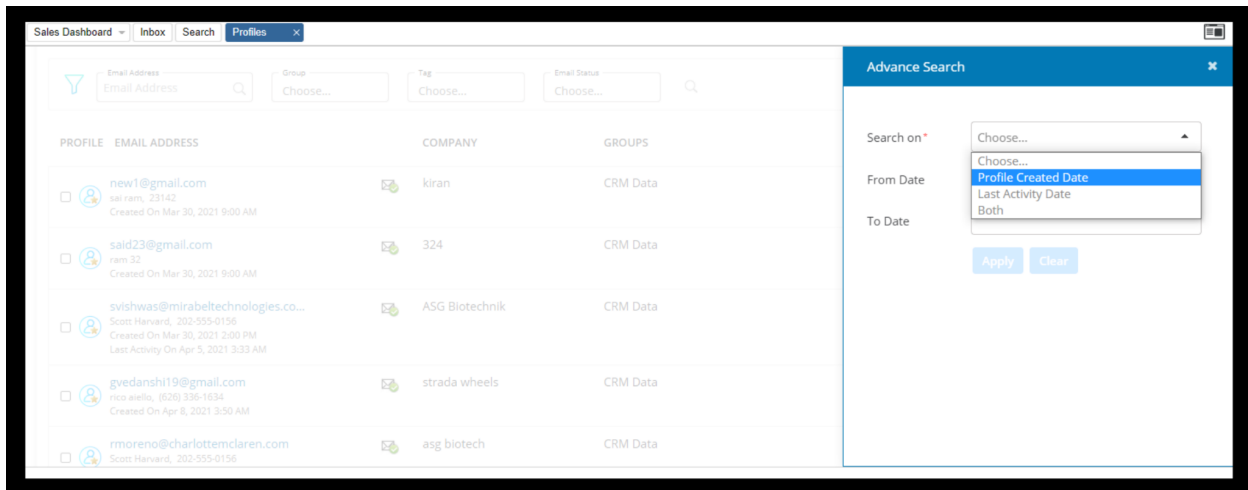 Sales Dashboard Inbox Search Profiles ×
Advance Search ×
Email Address Group Tag Email Status
Email Address Choose... Choose... Choose...
PROFILE EMAIL ADDRESS COMPANY GROUPS
new1@gmail.com kiran CRM Data
sai ram, 23142
Created On Mar 30, 2021 9:00 AM
said23@gmail.com 324 CRM Data
ram 32
Created On Mar 30, 2021 9:00 AM
svishwas@mirabeltechnologies.co... ASG Biotechnik CRM Data
Scott Harvard, 202-555-0156
Created On Mar 30, 2021 2:00 PM
Last Activity On Apr 5, 2021 3:33 AM
gvedanshi19@gmail.com strada wheels CRM Data
rico aiello, (626) 336-1634
Created On Apr 8, 2021 3:50 AM
rmoreno@charlottemclaren.com asg biotech CRM Data
Scott Harvard, 202-555-0156
Search on* Choose...
Choose...
Profile Created Date
Last Activity Date
Both
From Date
To Date
Apply Clear